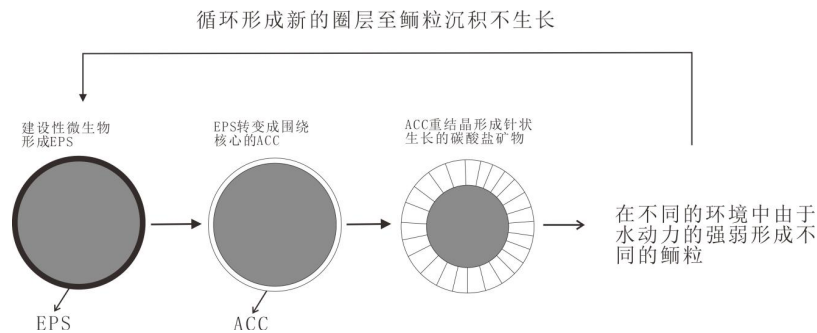 循环形成新的圈层至鲕粒沉积不生长
建设性微生物
形成EPS
EPS转变成围绕
核心的ACC
ACC重结晶形成针状
生长的碳酸盐矿物
在不同的环境中由于
水动力的强弱形成不
同的鲕粒
EPS
ACC